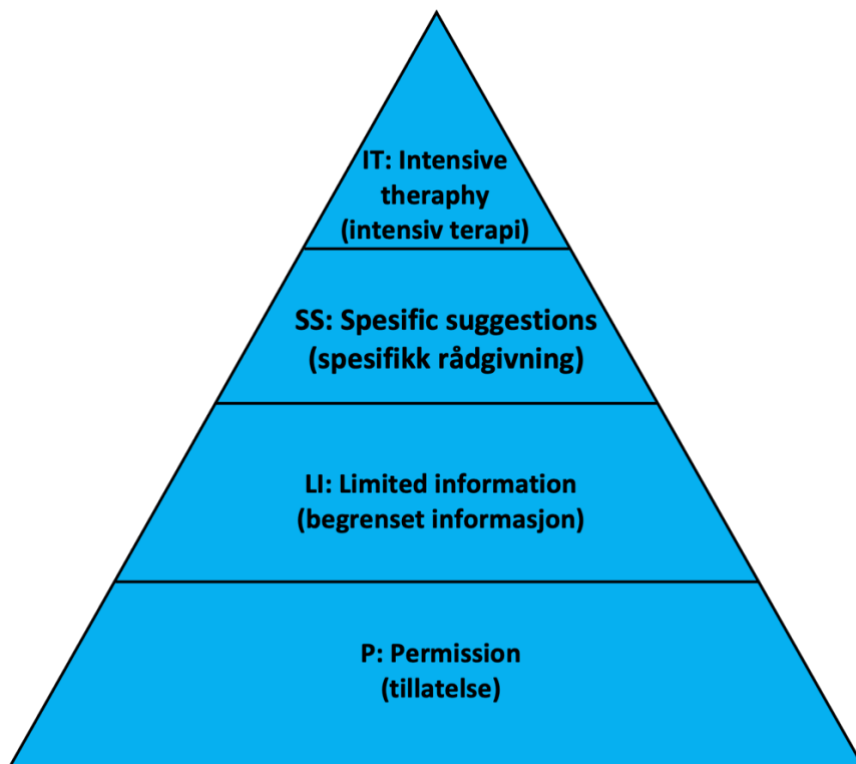 IT: Intensive
theraphy
(intensiv terapi)
SS: Spesific suggestions
(spesifikk rådgivning)
LI: Limited information
(begrenset informasjon)
P: Permission
(tillatelse)